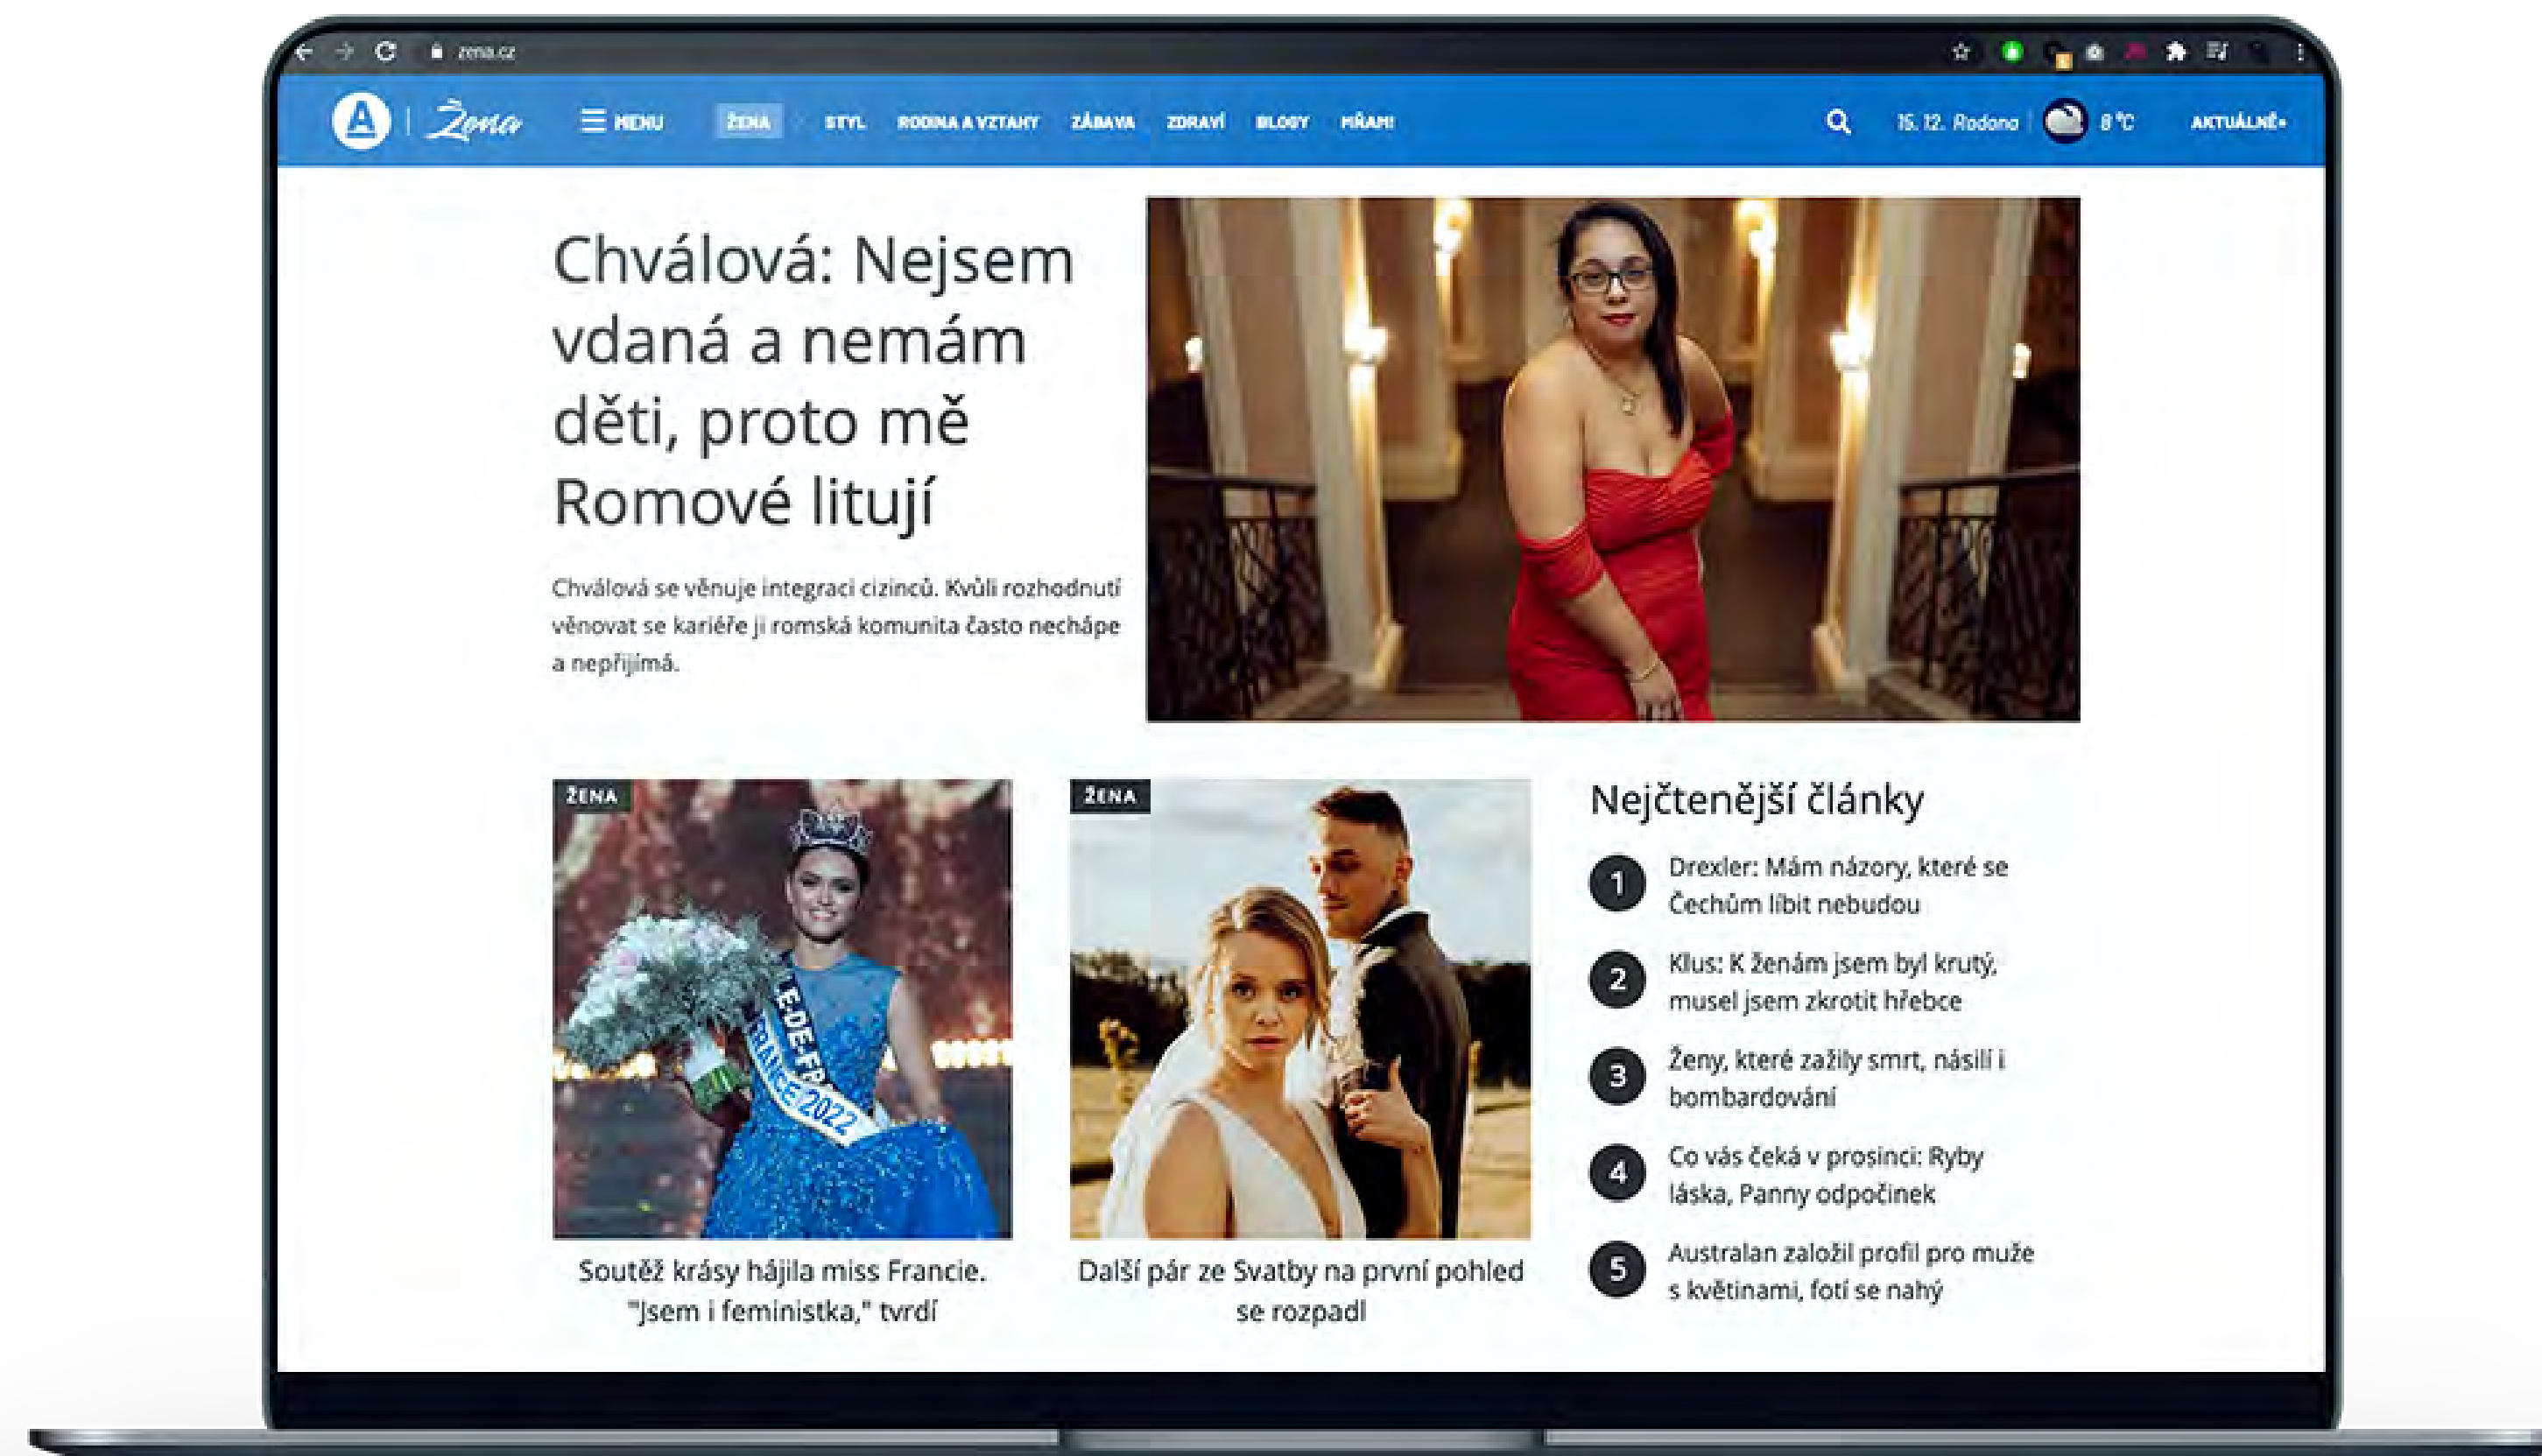 zena.cz
A | Žena
MENU
ŽENA STYL RODINA A VZTAHY ZÁBAVA ZDRAVÍ BLOGY MŇAM!
15. 12. Radana
8 °C
AKTUÁLNĚ
Chválová: Nejsem
vdaná a nemám
děti, proto mě
Romové litují
Chválová se věnuje integraci cizinců. Kvůli rozhodnutí
věnovat se kariéře ji romská komunita často nechápe
a nepřijímá.
ŽENA
E-DE-FR
FRANCE 2022
Soutěž krásy hájila miss Francie.
"Jsem i feministka," tvrdí
ŽENA
Další pár ze Svatby na první pohled
se rozpadl
Nejčtenější články
1 Drexler: Mám názory, které se
Čechům líbit nebudou
2 Klus: K ženám jsem byl krutý,
musel jsem zkrotit hřebce
3 Ženy, které zažily smrt, násilí i
bombardování
4 Co vás čeká v prosinci: Ryby
láska, Panny odpočinek
5 Australan založil profil pro muže
s květinami, fotí se nahý